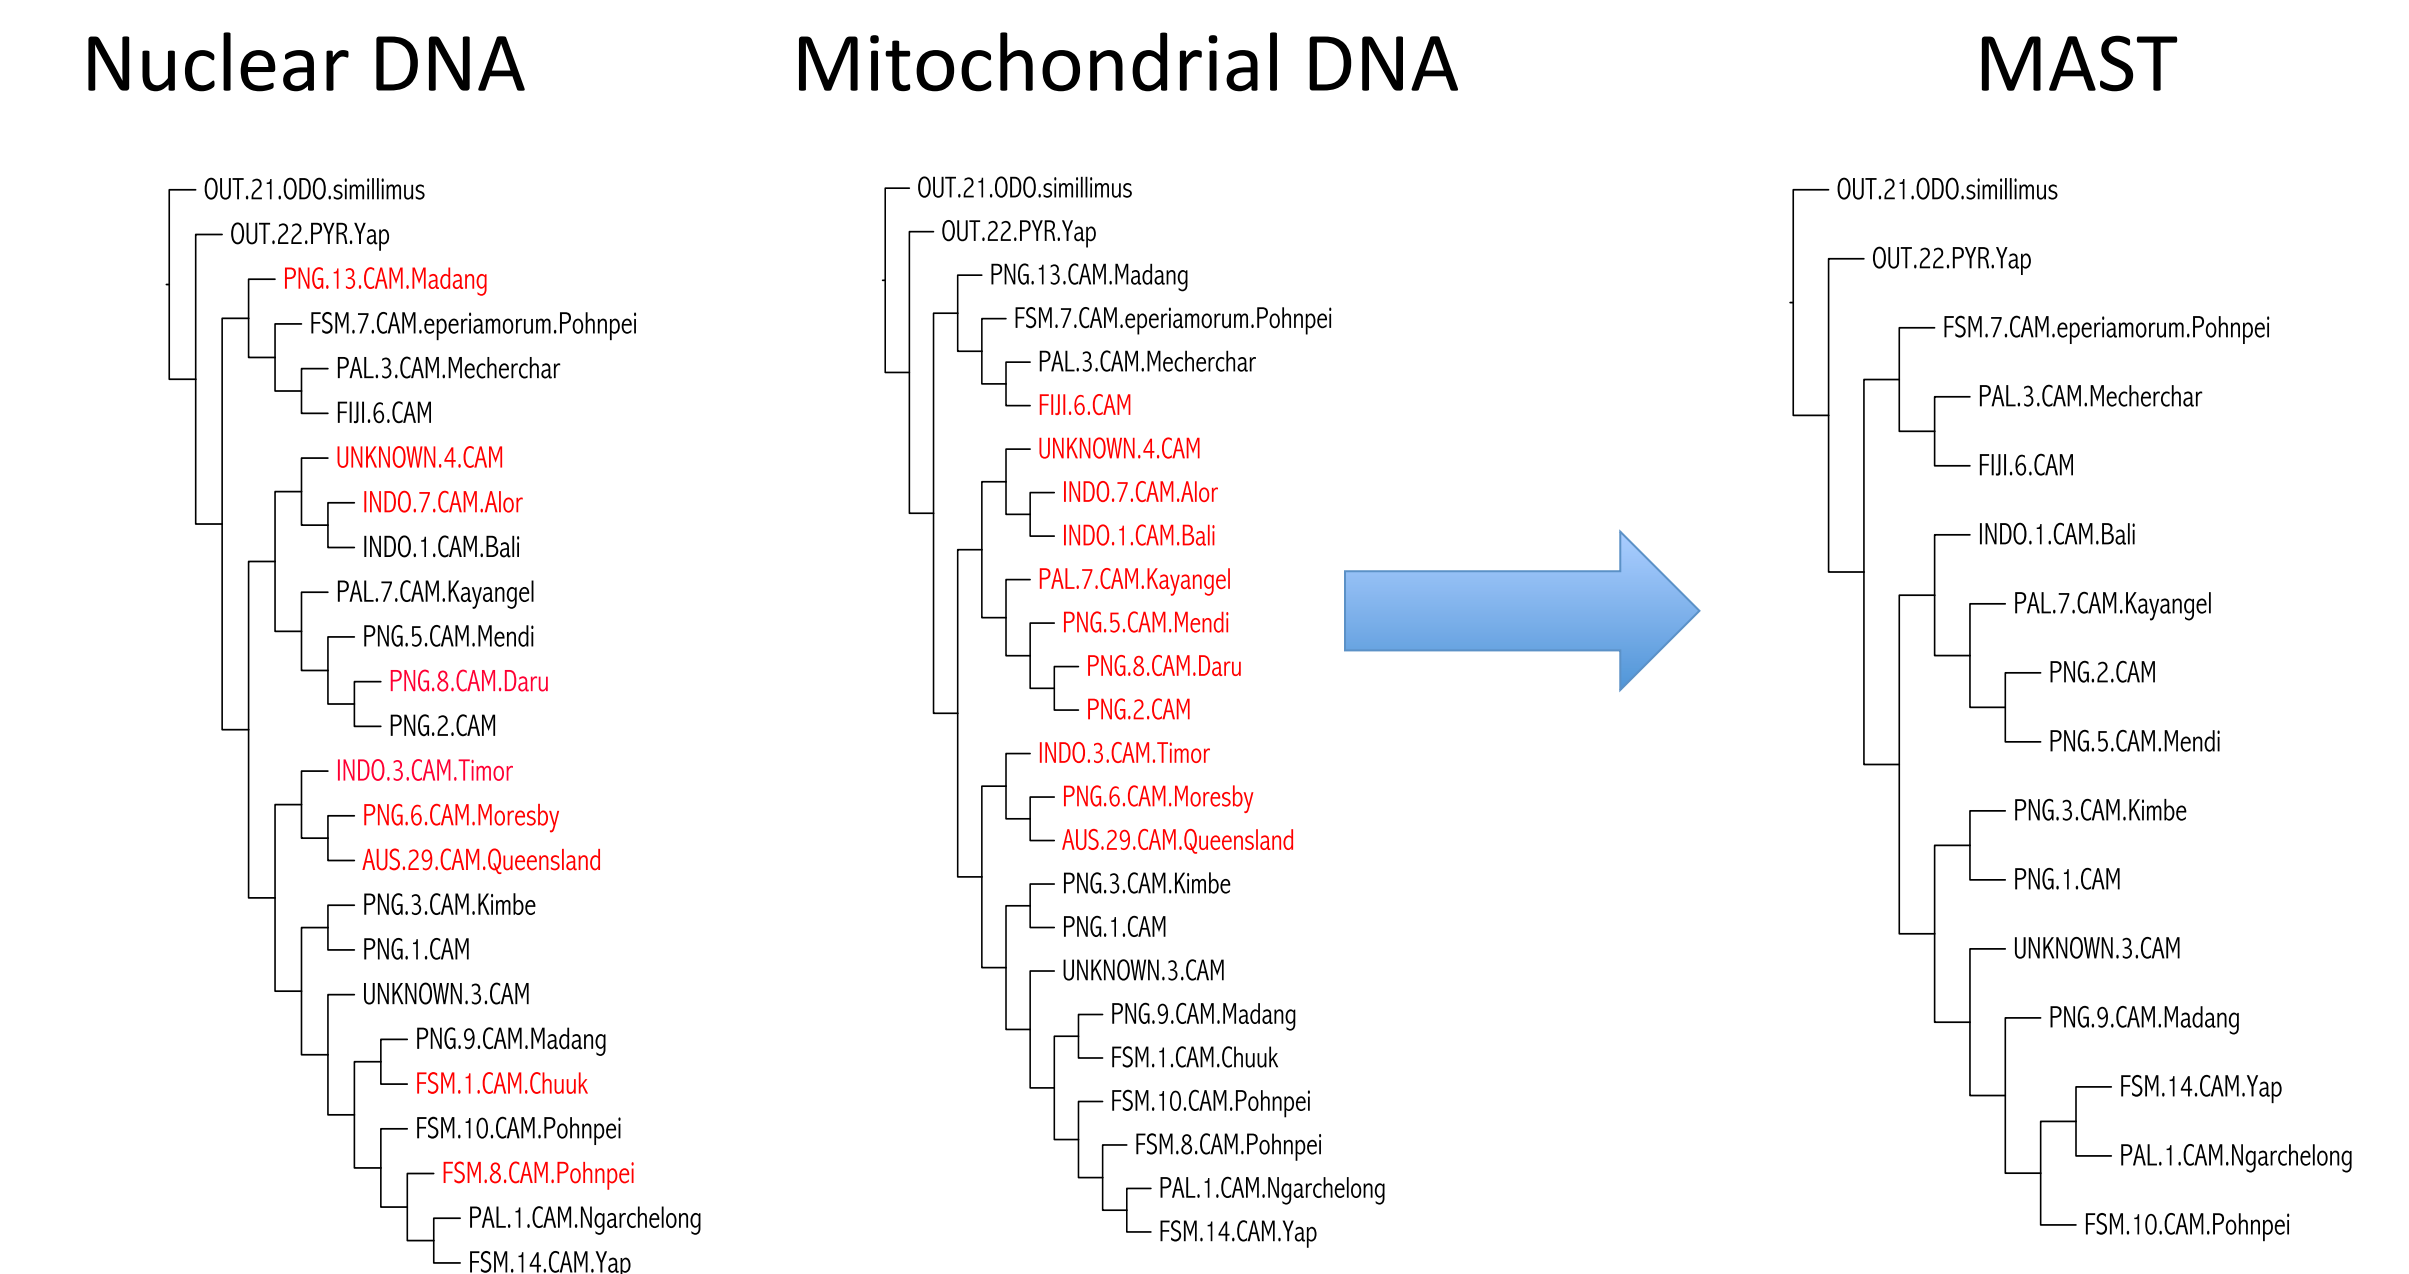 Nuclear DNA
OUT.21.ODO.simillimus
OUT.22.PYR.Yap
PNG.13.CAM.Madang
FSM.7.CAM.eperiamorum.Pohnpei
PAL.3.CAM.Mecherchar
FIJI.6.CAM
UNKNOWN.4.CAM
INDO.7.CAM.Alor
INDO.1.CAM.Bali
PAL.7.CAM.Kayangel
PNG.5.CAM.Mendi
PNG.8.CAM.Daru
PNG.2.CAM
INDO.3.CAM.Timor
PNG.6.CAM.Moresby
AUS.29.CAM.Queensland
PNG.3.CAM.Kimbe
PNG.1.CAM
UNKNOWN.3.CAM
PNG.9.CAM.Madang
FSM.1.CAM.Chuuk
FSM.10.CAM.Pohnpei
FSM.8.CAM.Pohnpei
PAL.1.CAM.Ngarchelong
FSM.14.CAM.Yap
Mitochondrial DNA
OUT.21.ODO.simillimus
OUT.22.PYR.Yap
PNG.13.CAM.Madang
FSM.7.CAM.eperiamorum.Pohnpei
PAL.3.CAM.Mecherchar
FIJI.6.CAM
UNKNOWN.4.CAM
INDO.7.CAM.Alor
INDO.1.CAM.Bali
PAL.7.CAM.Kayangel
PNG.5.CAM.Mendi
PNG.8.CAM.Daru
PNG.2.CAM
INDO.3.CAM.Timor
PNG.6.CAM.Moresby
AUS.29.CAM.Queensland
PNG.3.CAM.Kimbe
PNG.1.CAM
UNKNOWN.3.CAM
PNG.9.CAM.Madang
FSM.1.CAM.Chuuk
FSM.10.CAM.Pohnpei
FSM.8.CAM.Pohnpei
PAL.1.CAM.Ngarchelong
FSM.14.CAM.Yap
MAST
OUT.21.ODO.simillimus
OUT.22.PYR.Yap
FSM.7.CAM.eperiamorum.Pohnpei
PAL.3.CAM.Mecherchar
FIJI.6.CAM
INDO.1.CAM.Bali
PAL.7.CAM.Kayangel
PNG.2.CAM
PNG.5.CAM.Mendi
PNG.3.CAM.Kimbe
PNG.1.CAM
UNKNOWN.3.CAM
PNG.9.CAM.Madang
FSM.14.CAM.Yap
PAL.1.CAM.Ngarchelong
FSM.10.CAM.Pohnpei